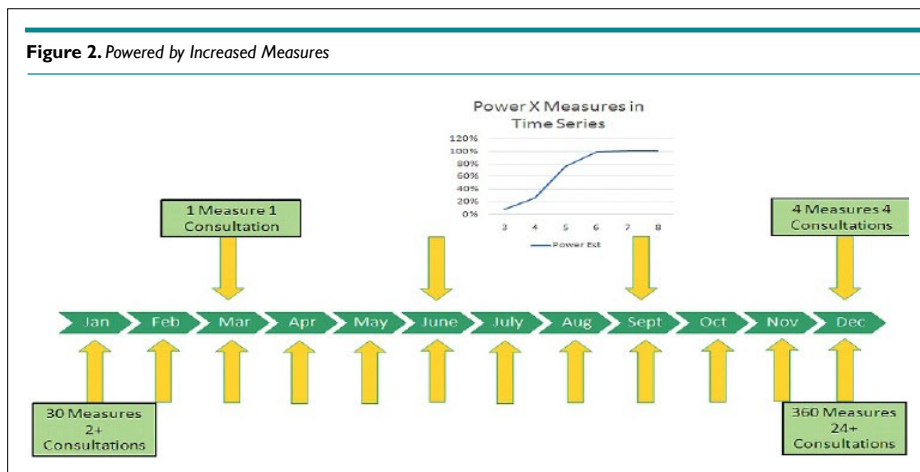 Figure 2. Powered by Increased Measures
Power X Measures in
Time Series
120%
100%
80%
60%
40%
20%
0%
3 4 5 6 7 8
Power Est
1 Measure 1
Consultation
4 Measures 4
Consultations
Jan Feb Mar Apr May June July Aug Sept Oct Nov Dec
30 Measures
2+
Consultations
360 Measures
24+
Consultations